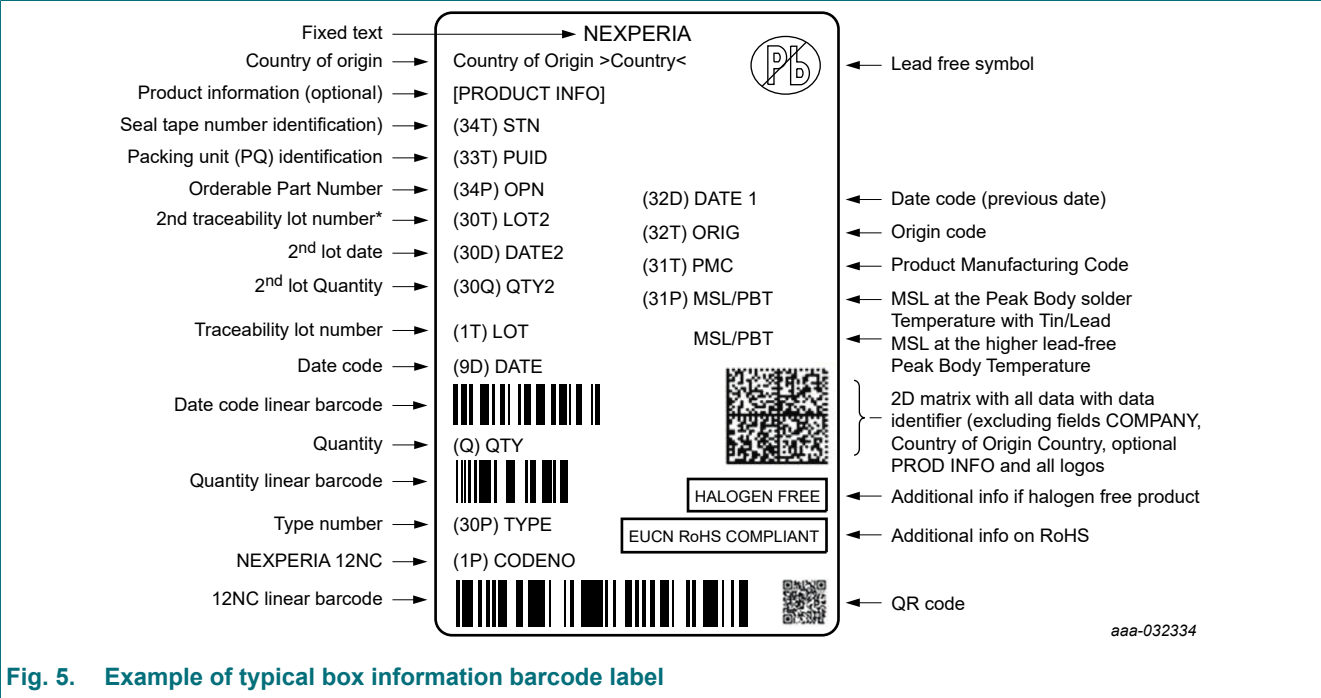 Fixed text
NEXPERIA
Country of origin
Country of Origin >Country<
Pb
Lead free symbol
Product information (optional)
[PRODUCT INFO]
Seal tape number identification)
(34T) STN
Packing unit (PQ) identification
(33T) PUID
Orderable Part Number
(34P) OPN
(32D) DATE 1
Date code (previous date)
2nd traceability lot number*
(30T) LOT2
(32T) ORIG
Origin code
2nd lot date
(30D) DATE2
(31T) PMC
Product Manufacturing Code
2nd lot Quantity
(30Q) QTY2
(31P) MSL/PBT
MSL at the Peak Body solder
Temperature with Tin/Lead
Traceability lot number
(1T) LOT
MSL/PBT
MSL at the higher lead-free
Peak Body Temperature
Date code
(9D) DATE
Date code linear barcode
2D matrix with all data with data
identifier (excluding fields COMPANY,
Country of Origin Country, optional
PROD INFO and all logos
Quantity
(Q) QTY
Quantity linear barcode
HALOGEN FREE
Additional info if halogen free product
Type number
(30P) TYPE
EUCN RoHS COMPLIANT
Additional info on RoHS
NEXPERIA 12NC
(1P) CODENO
12NC linear barcode
QR code
aaa-032334
Fig. 5. Example of typical box information barcode label